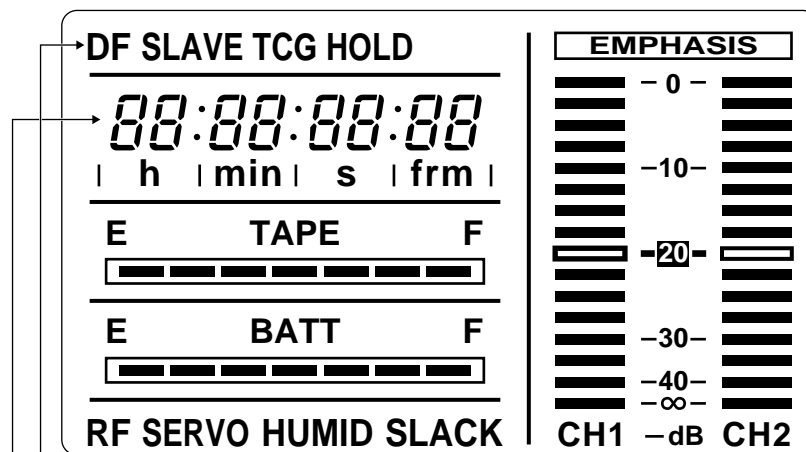 DF SLAVE TCG HOLD
88:88:88:88
h min s frm
E TAPE F
E BATT F
RF SERVO HUMID SLACK
EMPHASIS
0
-10-
-20-
-30-
-40-
-∞-
CH1 -dB CH2